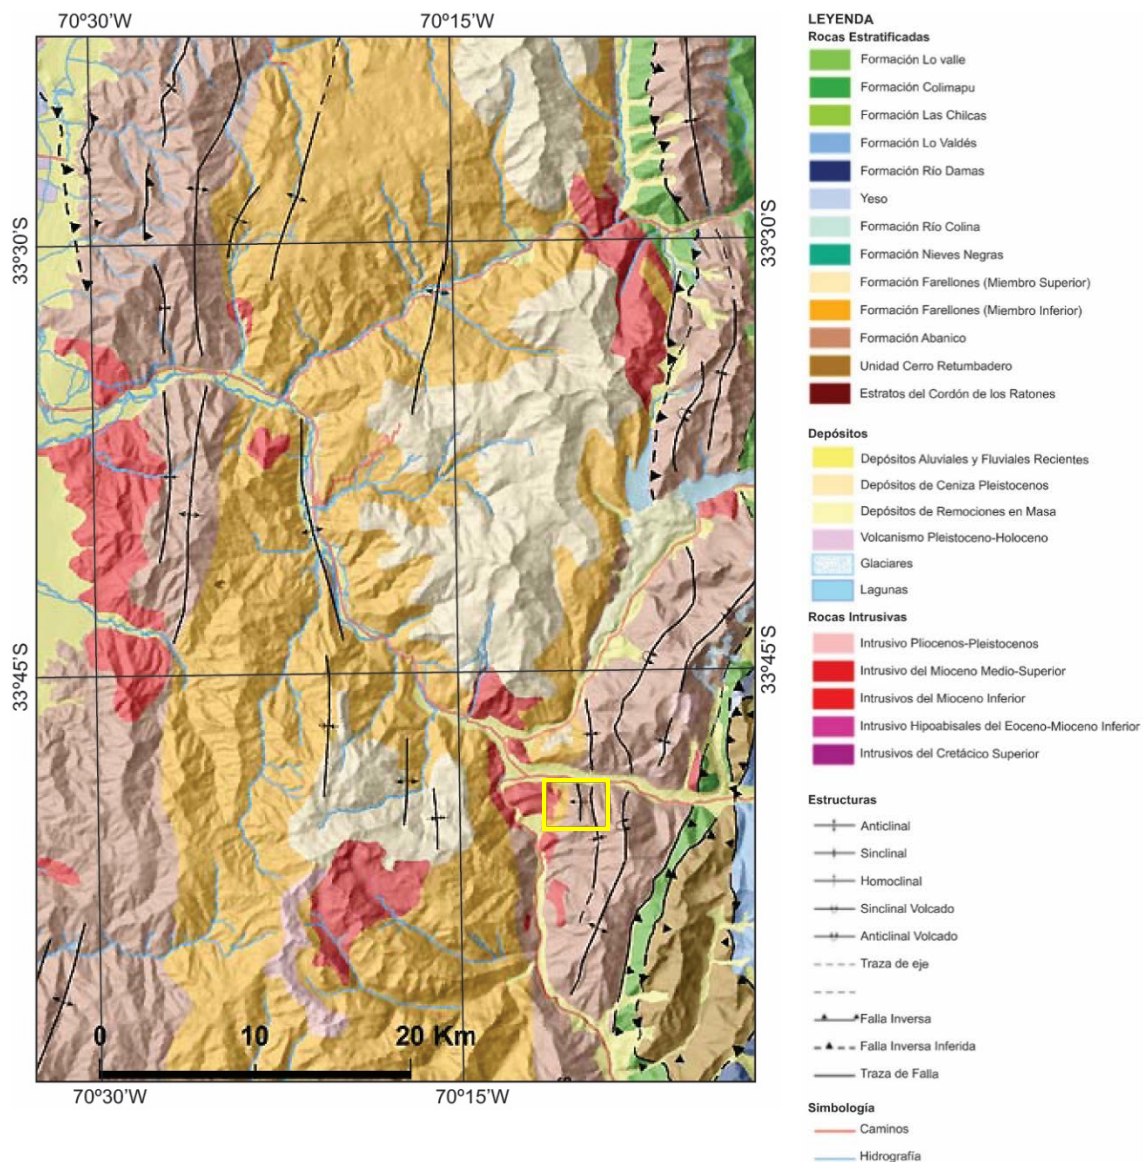 70º30'W
70º15'W
33º30'S
33º30'S
33º45'S
33º45'S
0
10
20 Km
70º30'W
70º15'W
LEYENDA
Rocas Estratificadas
Formación Lo valle
Formación Colimapu
Formación Las Chilcas
Formación Lo Valdés
Formación Río Damas
Yeso
Formación Río Colina
Formación Nieves Negras
Formación Farellones (Miembro Superior)
Formación Farellones (Miembro Inferior)
Formación Abanico
Unidad Cerro Retumbadero
Estratos del Cordón de los Ratones
Depósitos
Depósitos Aluviales y Fluviales Recientes
Depósitos de Ceniza Pleistocenos
Depósitos de Remociones en Masa
Volcanismo Pleistoceno-Holoceno
Glaciares
Lagunas
Rocas Intrusivas
Intrusivo Pliocenos-Pleistocenos
Intrusivo del Mioceno Medio-Superior
Intrusivos del Mioceno Inferior
Intrusivo Hipoabisales del Eoceno-Mioceno Inferior
Intrusivos del Cretácico Superior
Estructuras
Anticlinal
Sinclinal
Homoclinal
Sinclinal Volcado
Anticlinal Volcado
Traza de eje
Falla Inversa
Falla Inversa Inferida
Traza de Falla
Simbología
Caminos
Hidrografía